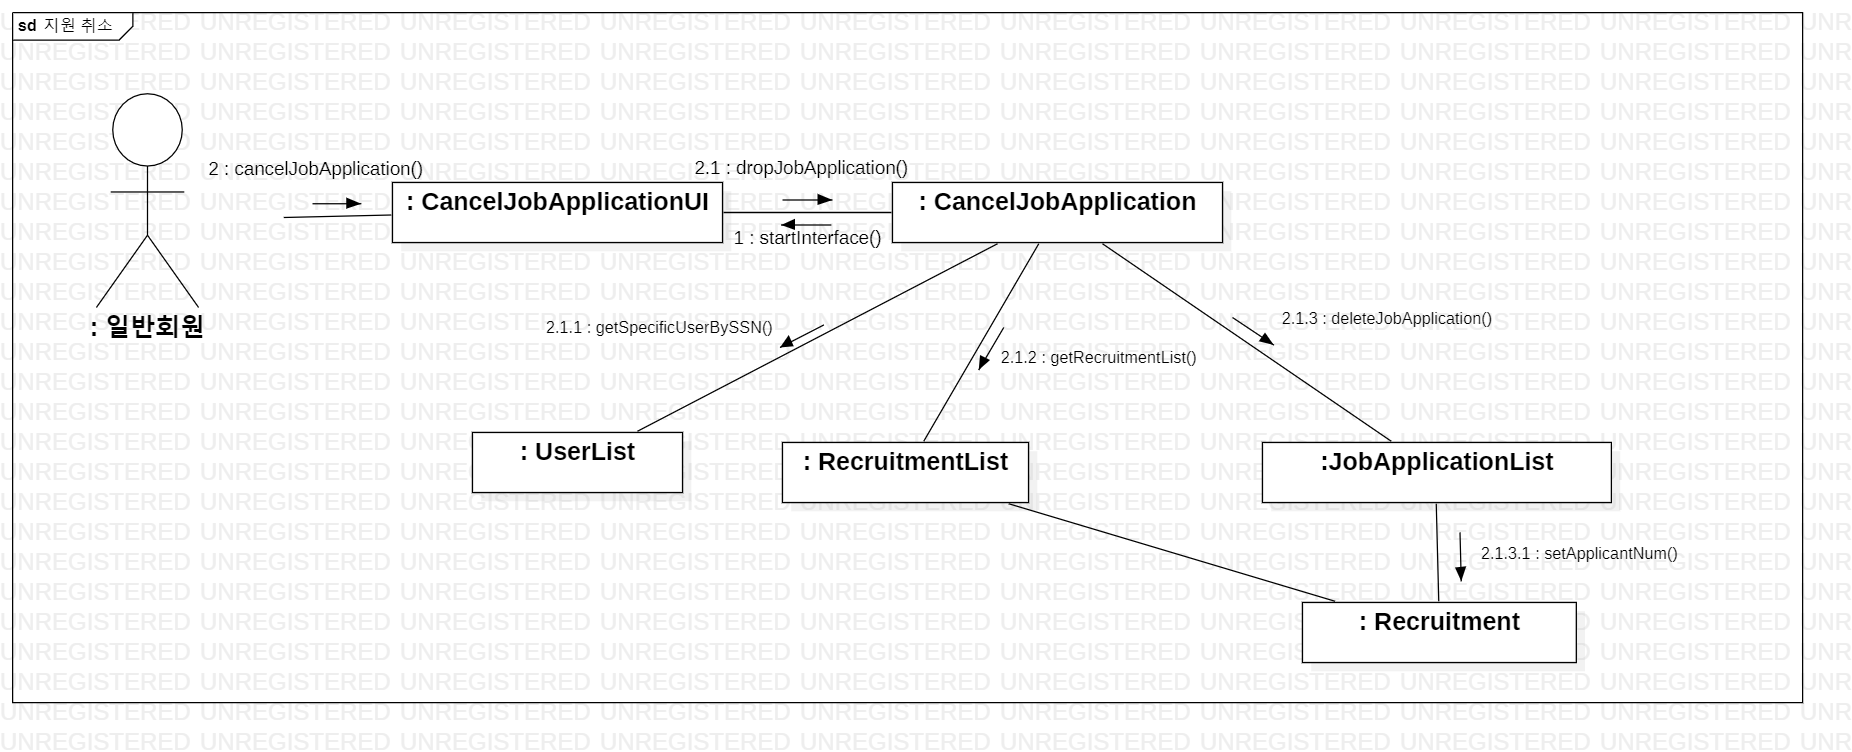 sd 지원 취소
2 : cancelJobApplication()
2.1 : dropJobApplication()
: CancelJobApplicationUI
: CancelJobApplication
1 : startInterface()
: 일반회원
2.1.1 : getSpecificUserBySSN()
2.1.2 : getRecruitmentList()
2.1.3 : deleteJobApplication()
: UserList
: RecruitmentList
:JobApplicationList
2.1.3.1 : setApplicantNum()
: Recruitment
UNREGISTERED